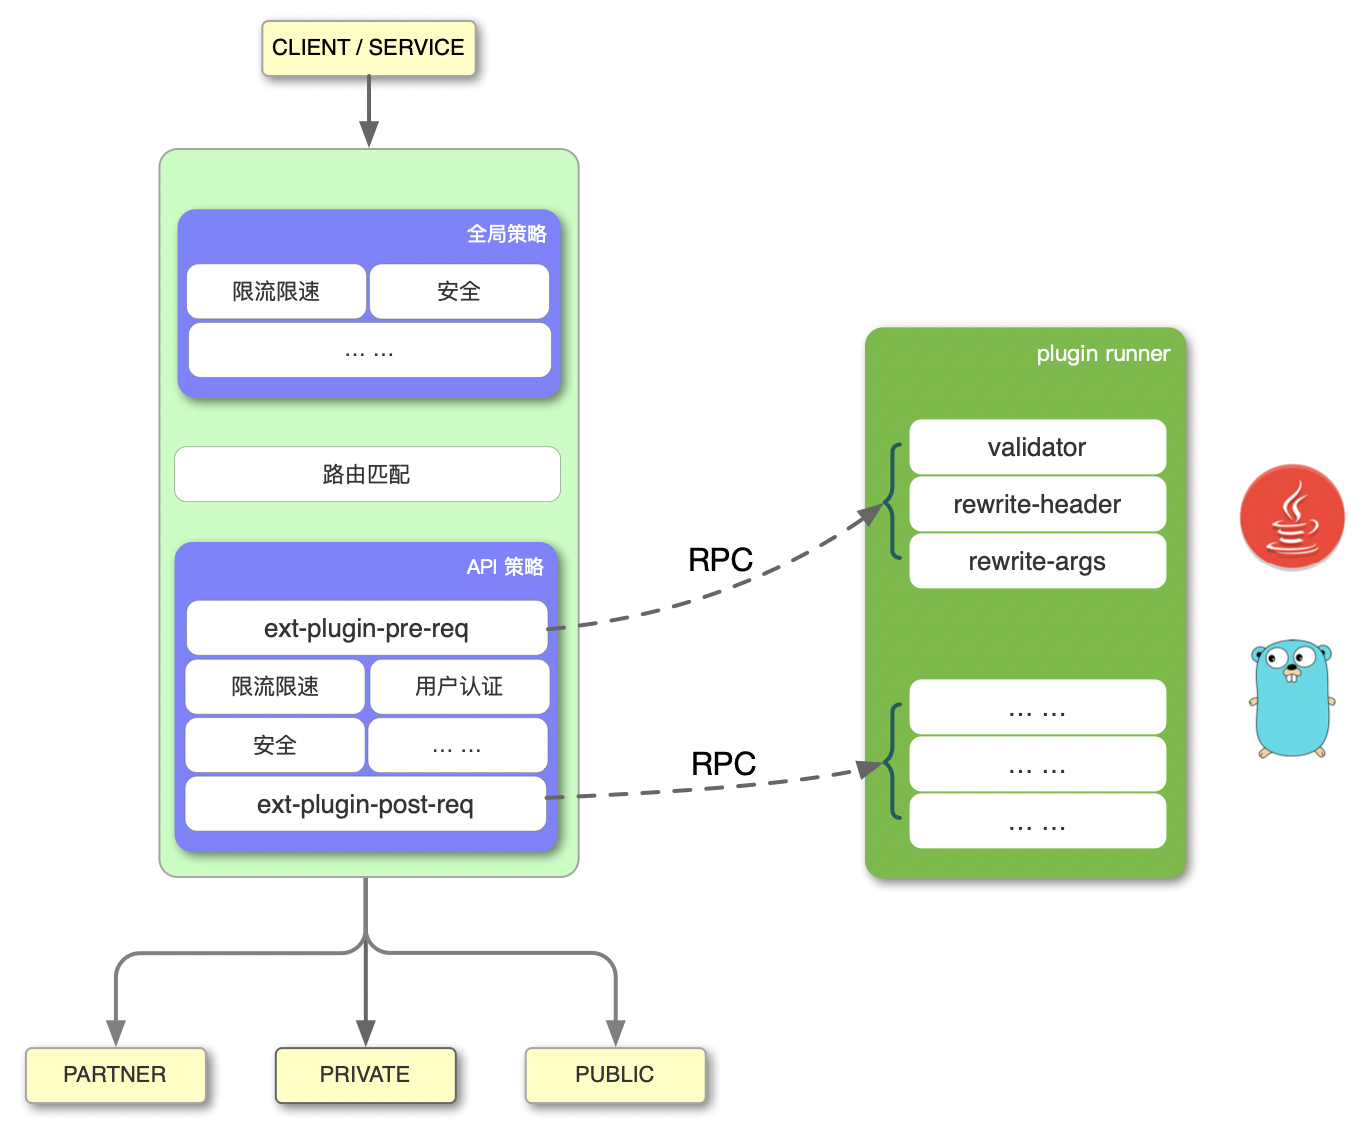 CLIENT / SERVICE
全局策略
限流限速
安全
... ...
路由匹配
API 策略
ext-plugin-pre-req
限流限速
用户认证
安全
... ...
ext-plugin-post-req
RPC
RPC
plugin runner
validator
rewrite-header
rewrite-args
... ...
... ...
... ...
PARTNER
PRIVATE
PUBLIC